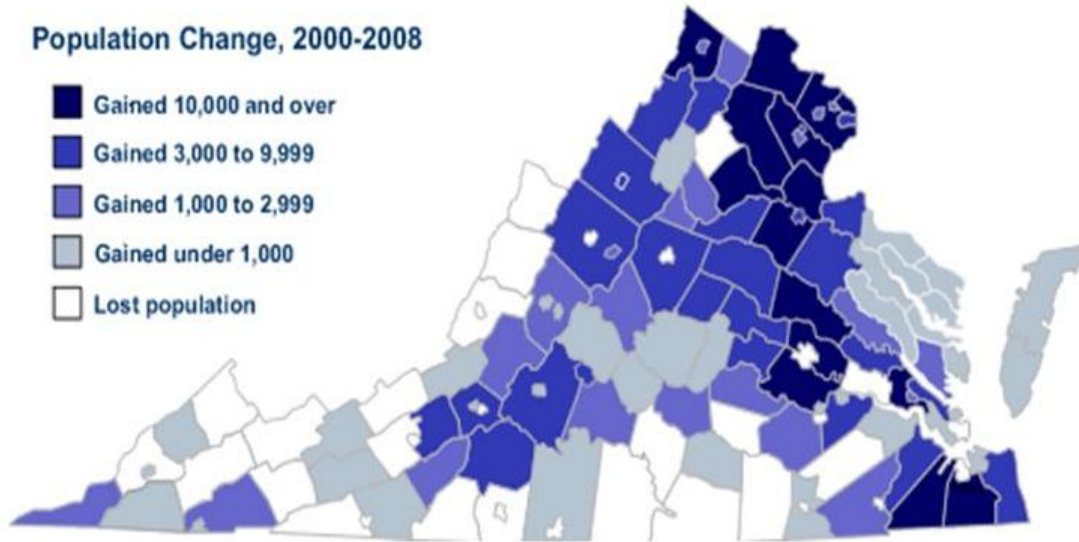 Population Change, 2000-2008
Gained 10,000 and over
Gained 3,000 to 9,999
Gained 1,000 to 2,999
Gained under 1,000
Lost population